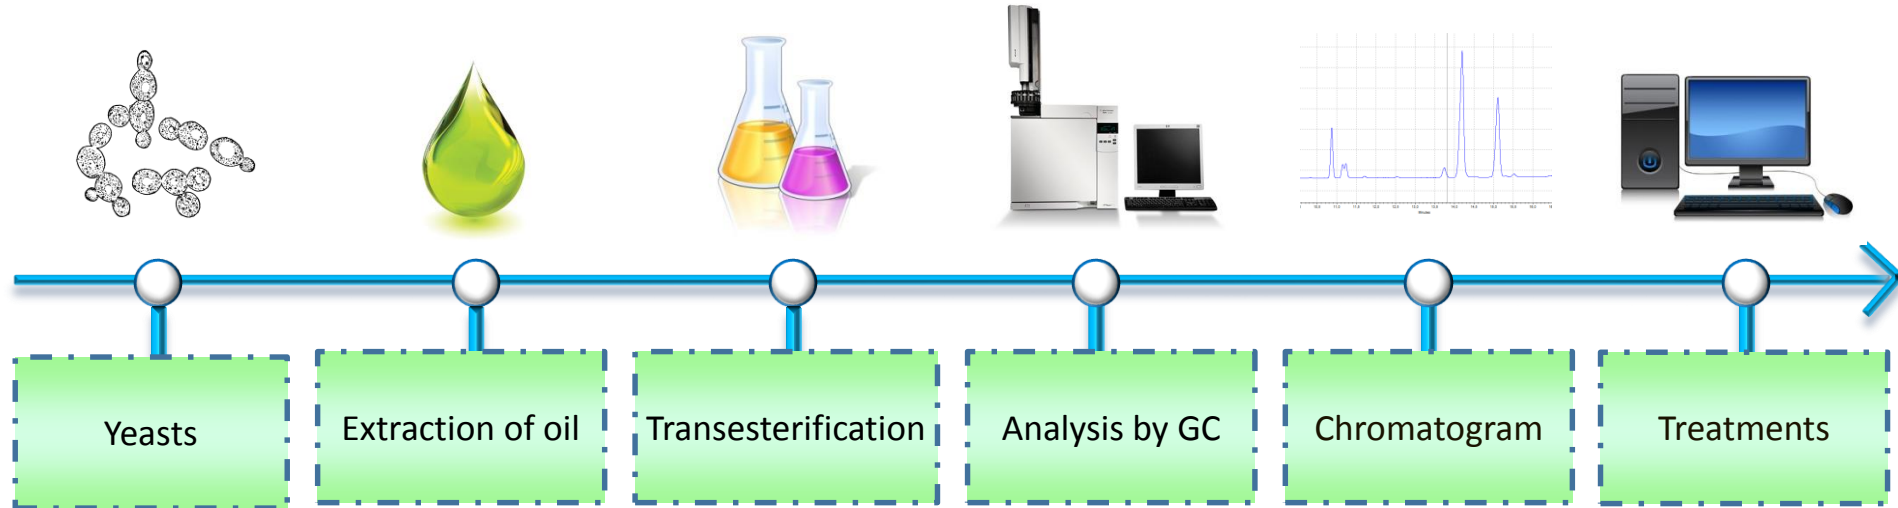 Yeasts
Extraction of oil
Transesterification
Analysis by GC
Chromatogram
Treatments